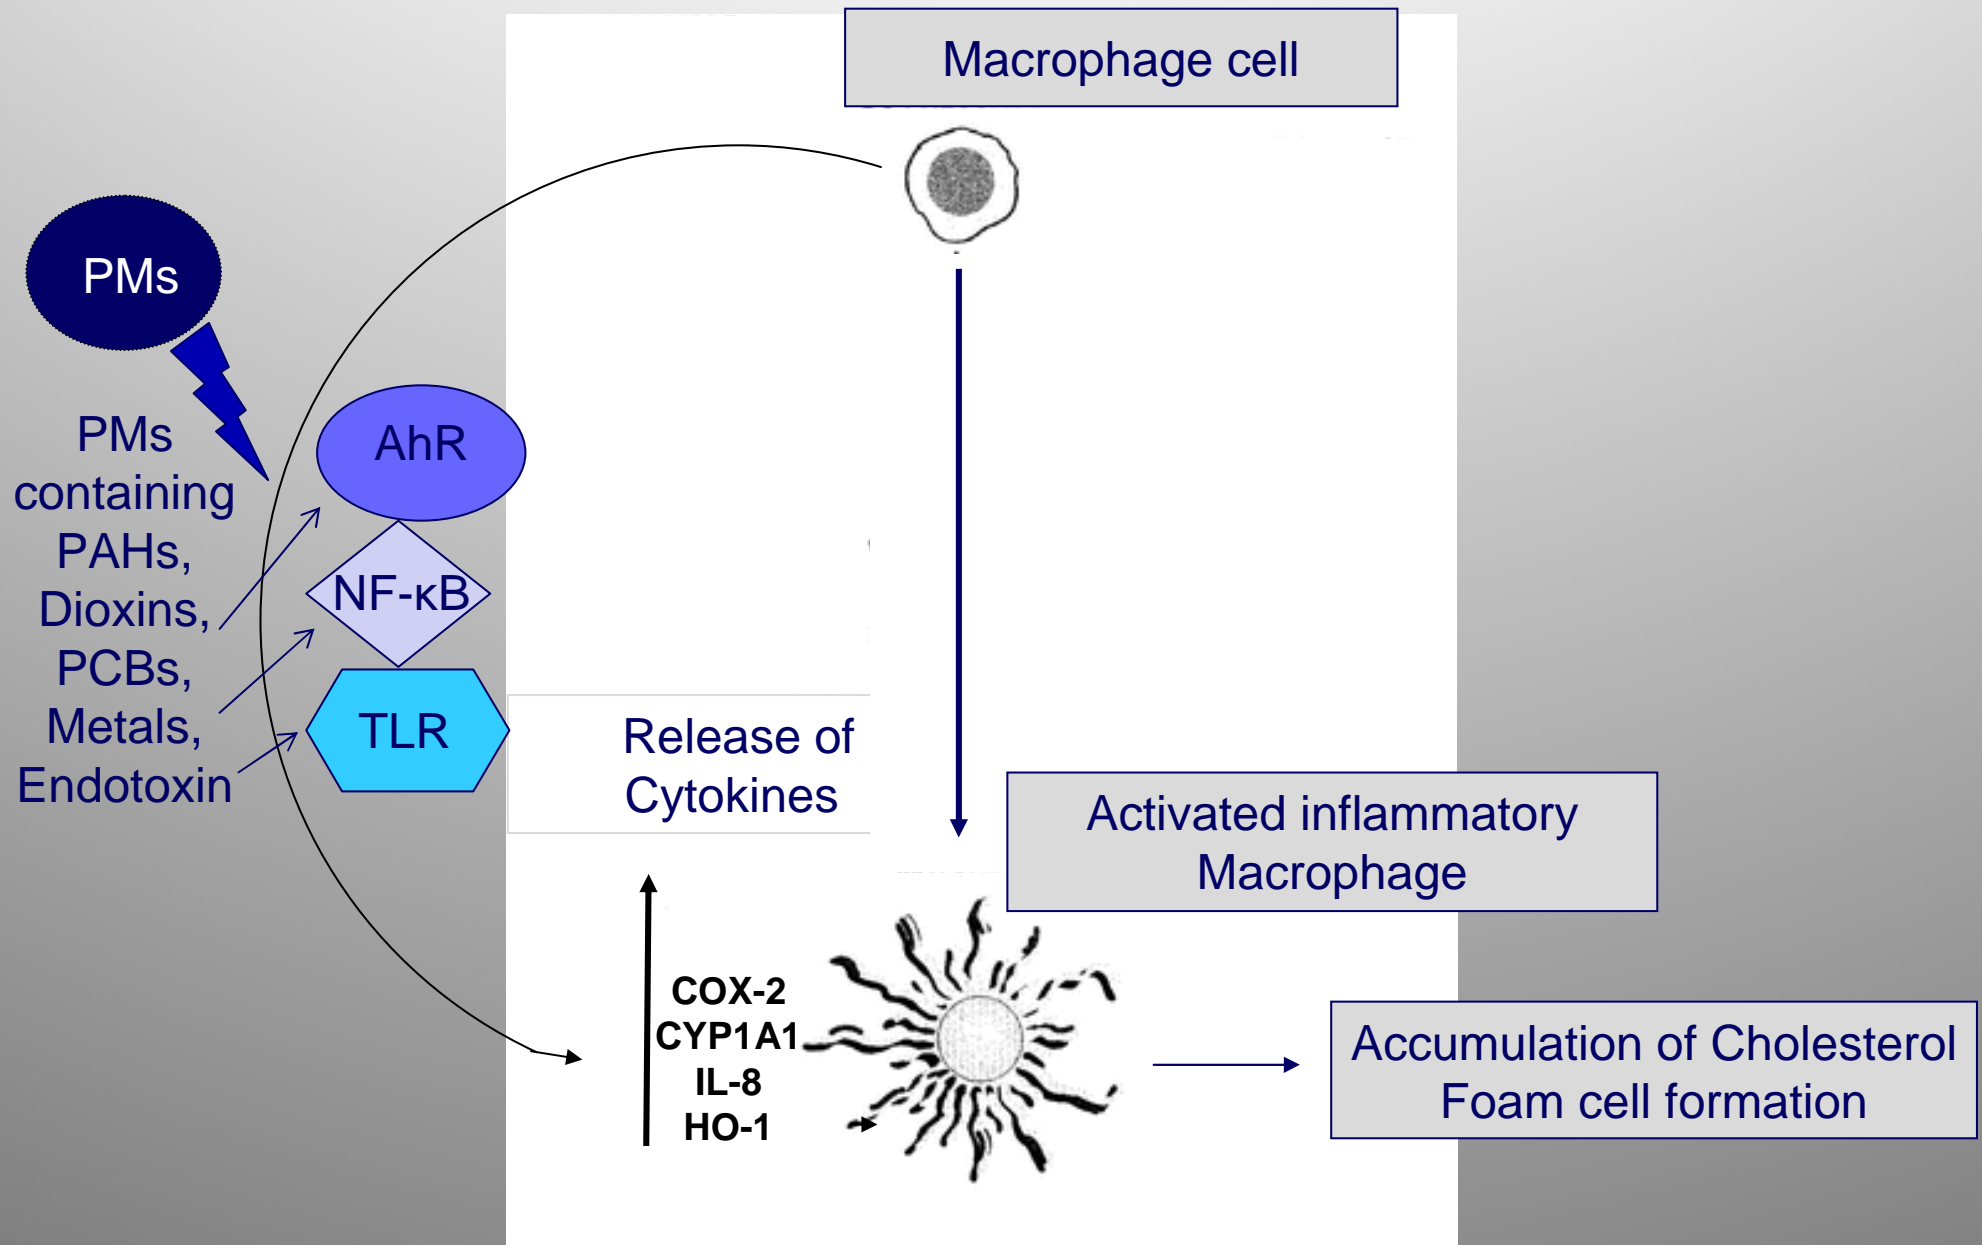 Macrophage cell
PMs
PMs
containing
PAHs,
Dioxins,
PCBs,
Metals,
Endotoxin
AhR
NF-κB
TLR
Release of
Cytokines
Activated inflammatory
Macrophage
COX-2
CYP1A1
IL-8
HO-1
Accumulation of Cholesterol
Foam cell formation